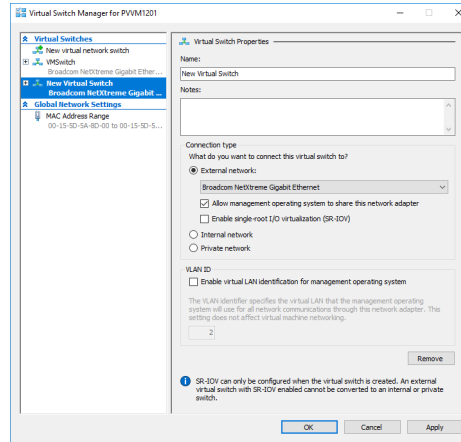 Virtual Switch Manager for PVVM1201
Virtual Switches
New virtual network switch
VMSwitch
Broadcom NetXtreme Gigabit Ether...
New Virtual Switch
Broadcom NetXtreme Gigabit ...
Global Network Settings
MAC Address Range
00-15-5D-5A-8D-00 to 00-15-5D-5...
Virtual Switch Properties
Name:
New Virtual Switch
Notes:
Connection type
What do you want to connect this virtual switch to?
External network:
Broadcom NetXtreme Gigabit Ethernet
Allow management operating system to share this network adapter
Enable single-root I/O virtualization (SR-IOV)
Internal network
Private network
VLAN ID
Enable virtual LAN identification for management operating system
The VLAN identifier specifies the virtual LAN that the management operating
system will use for all network communications through this network adapter. This
setting does not affect virtual machine networking.
2
Remove
SR-IOV can only be configured when the virtual switch is created. An external
virtual switch with SR-IOV enabled cannot be converted to an internal or private
switch.
OK
Cancel
Apply